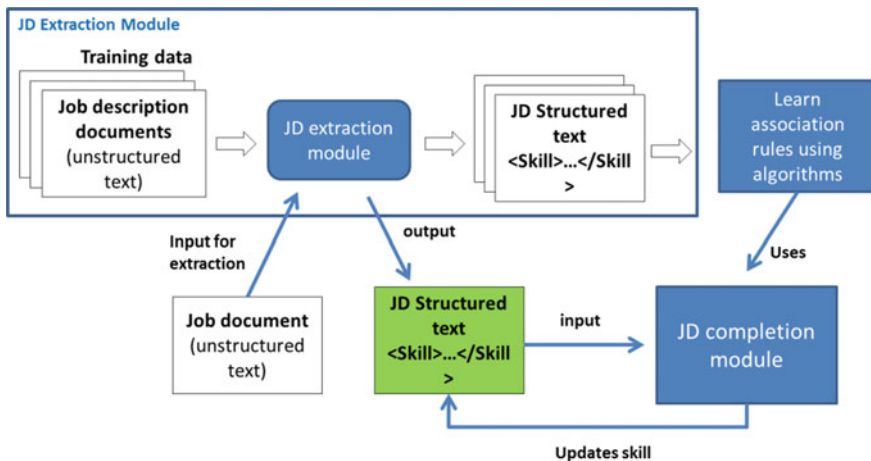 JD Extraction Module
Training data
Job description
documents
(unstructured
text)
JD extraction
module
JD Structured
text
<Skill>...</Skill
>
Learn
association
rules using
algorithms
Input for
extraction
output
Uses
Job document
(unstructured
text)
JD Structured
text
<Skill>...</Skill
>
input
JD completion
module
Updates skill